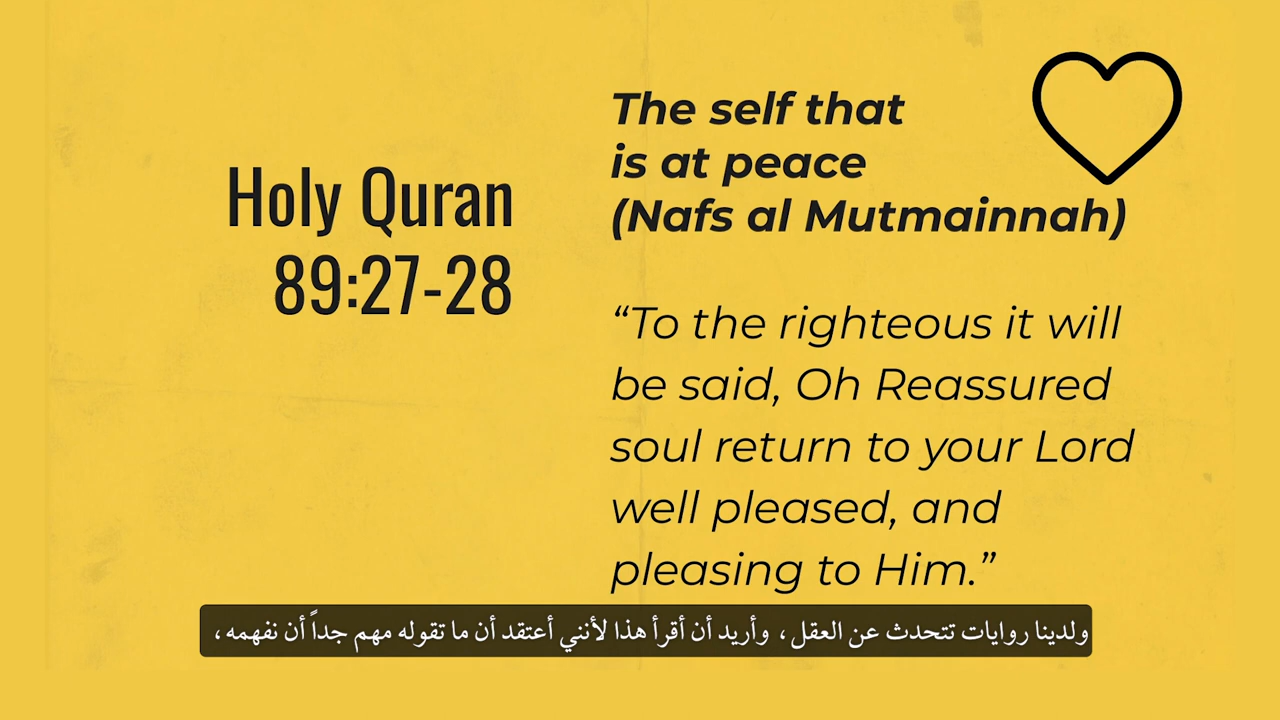 Holy Quran
89:27-28
The self that
is at peace
(Nafs al Mutmainnah)
“To the righteous it will
be said, Oh Reassured
soul return to your Lord
well pleased, and
pleasing to Him.”
ولدينا روايات تتحدث عن العقل، وأريد أن أقرأ هذا لأنني أعتقد أن ما تقوله مهم جداً أن نفهمه،